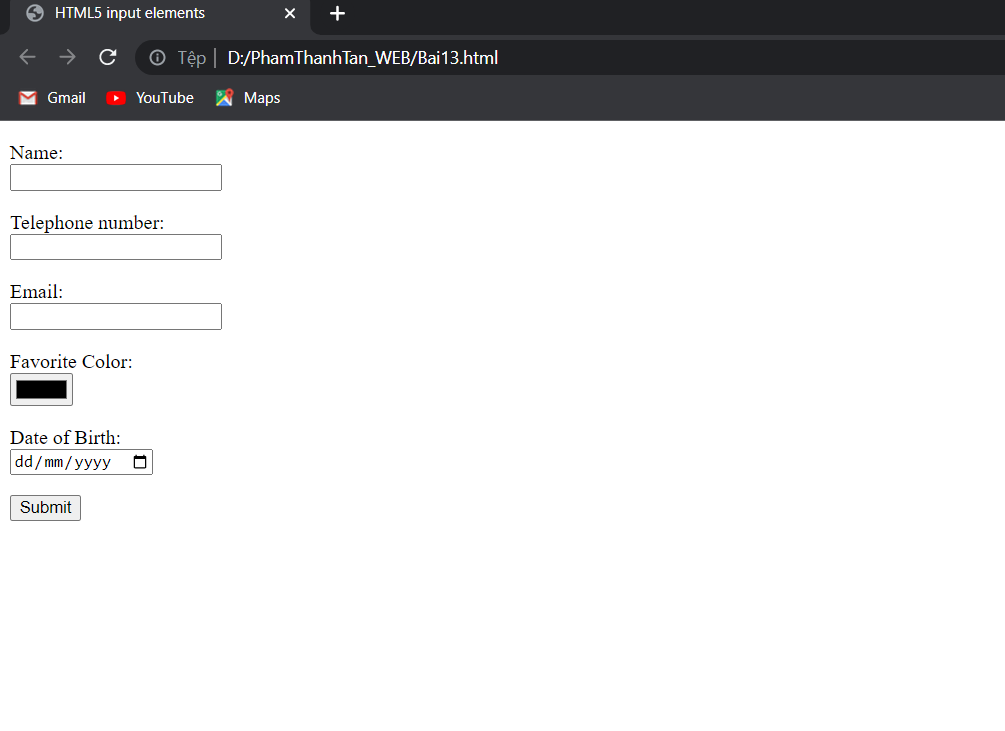 HTML5 input elements
Tệp | D:/PhamThanhTan_WEB/Bai13.html
Gmail YouTube Maps
Name:
Telephone number:
Email:
Favorite Color:
Date of Birth:
dd/mm/yyyy
Submit